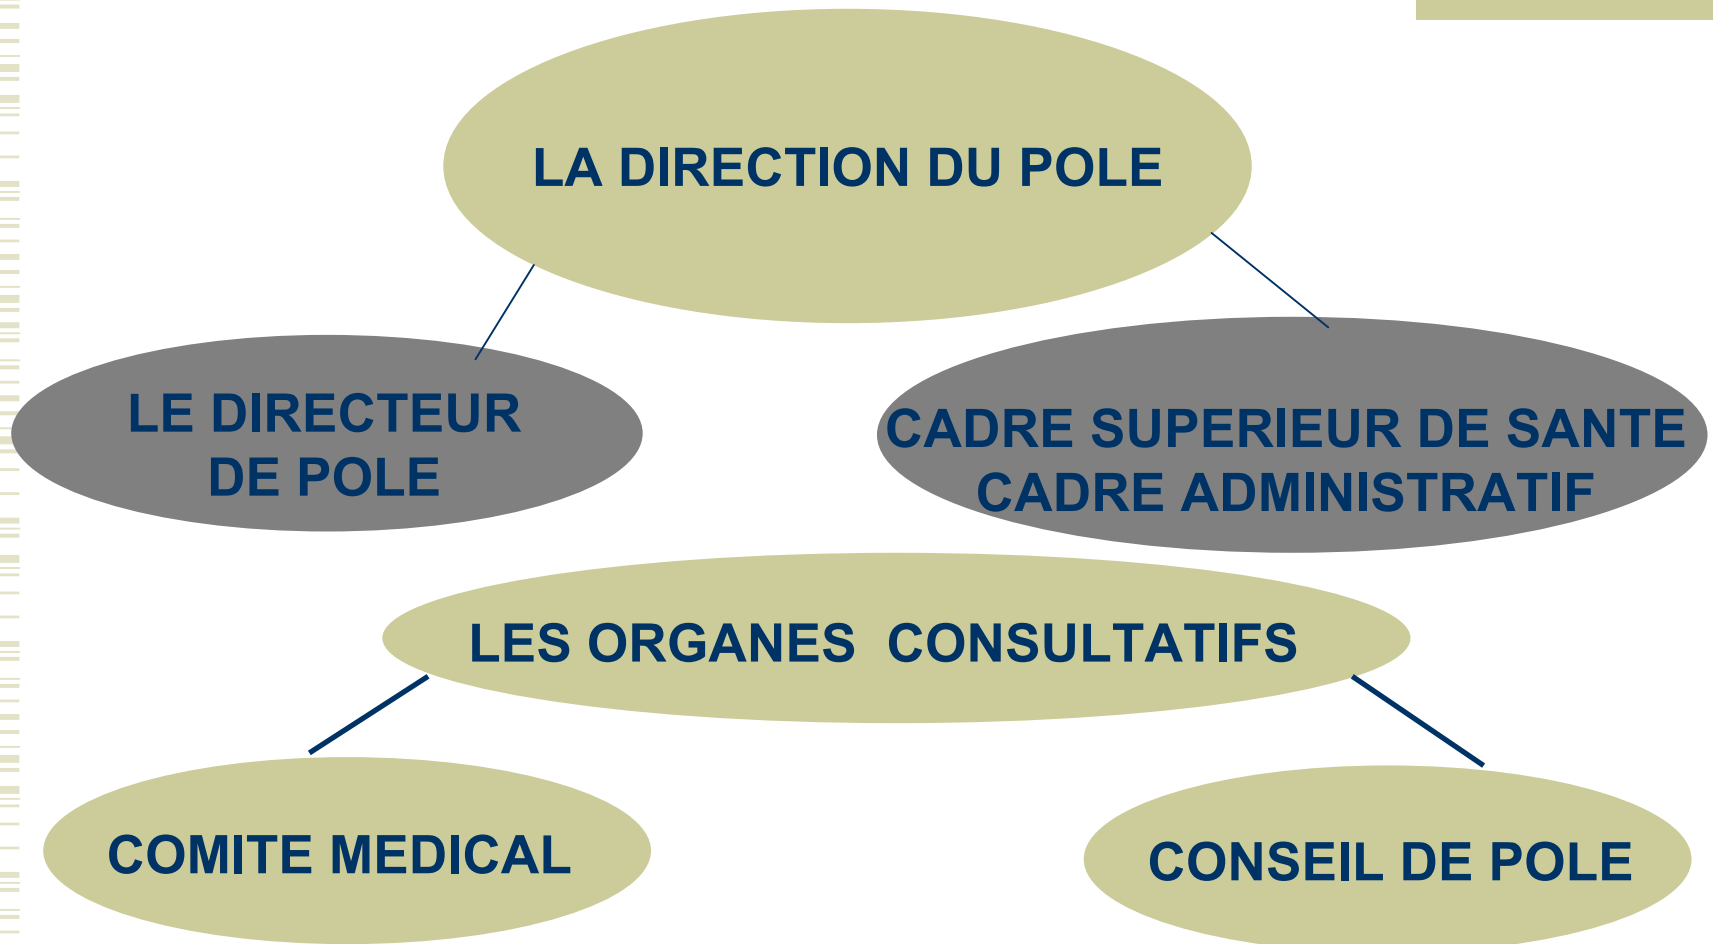 LA DIRECTION DU POLE
LE DIRECTEUR
DE POLE
CADRE SUPERIEUR DE SANTE
CADRE ADMINISTRATIF
LES ORGANES  CONSULTATIFS
COMITE MEDICAL
CONSEIL DE POLE